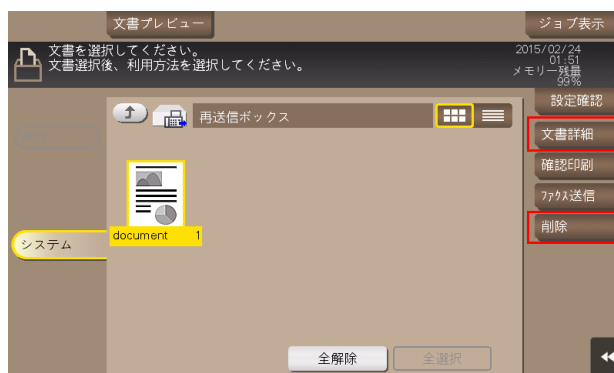 文書プレビュー
ジョブ表示
文書を選択してください。
文書選択後、利用方法を選択してください。
2015/02/24
01:51
メモリー残量
99%
設定確認
再送信ボックス
文書詳細
確認印刷
ファクス送信
削除
システム
document 1
全解除
全選択